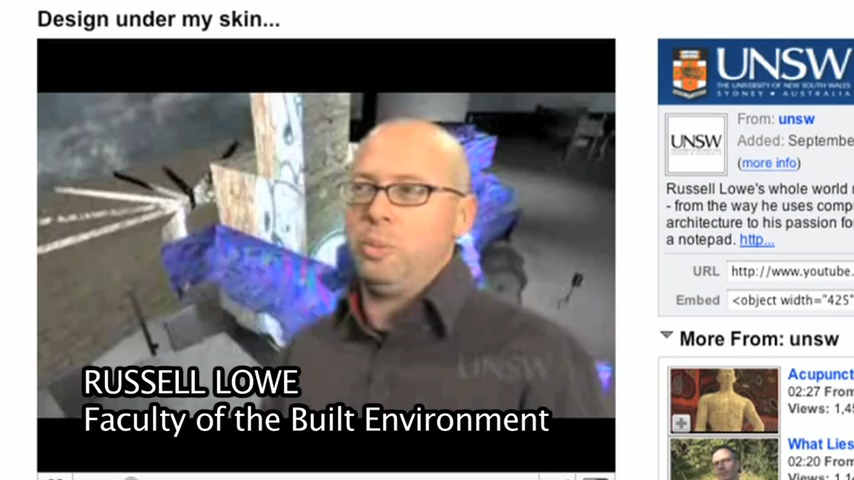 Design under my skin...
UNSW
THE UNIVERSITY OF NEW SOUTH WALES
SYDNEY • AUSTRALIA
UNSW
From: unsw
Added: September
(more info)
Russell Lowe's whole world
- from the way he uses comp
architecture to his passion fo
a notepad. http...
URL http://www.youtube.
Embed <object width="425"
More From: unsw
Acupunct
02:27 From
Views: 1,4
What Lies
02:20 From
Views: 1,1
UNSW
RUSSELL LOWE
Faculty of the Built Environment